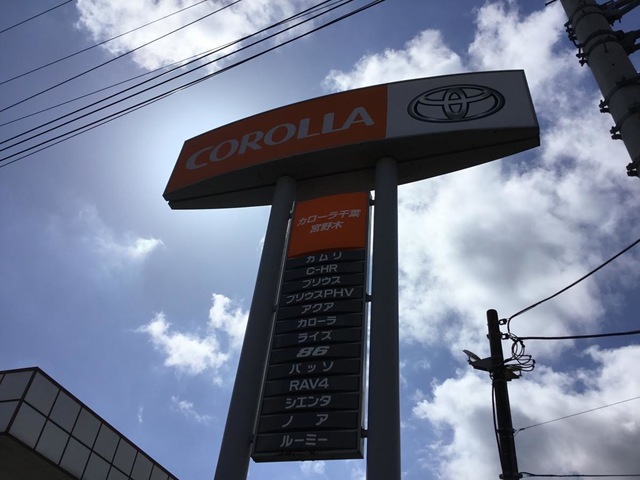 COROLLA
カローラ千葉
宮野木
カムリ
C-HR
プリウス
プリウスPHV
アクア
カローラ
ライズ
86
パッソ
RAV4
シエンタ
ノア
ルーミー